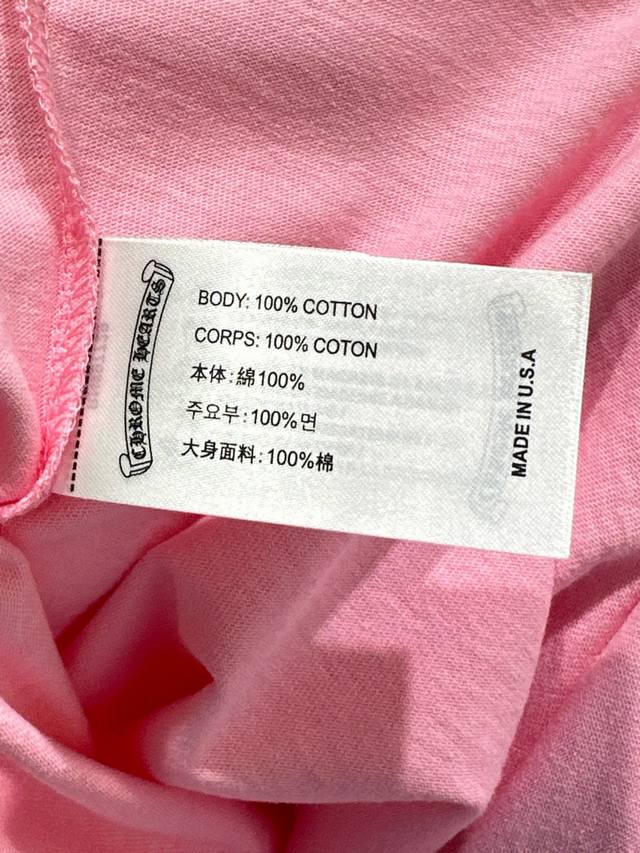 CHROME HEARTS
BODY: 100% COTTON
CORPS: 100% COTON
本体:綿100%
주요부:100%면
大身面料:100%棉
MADE IN U.S.A